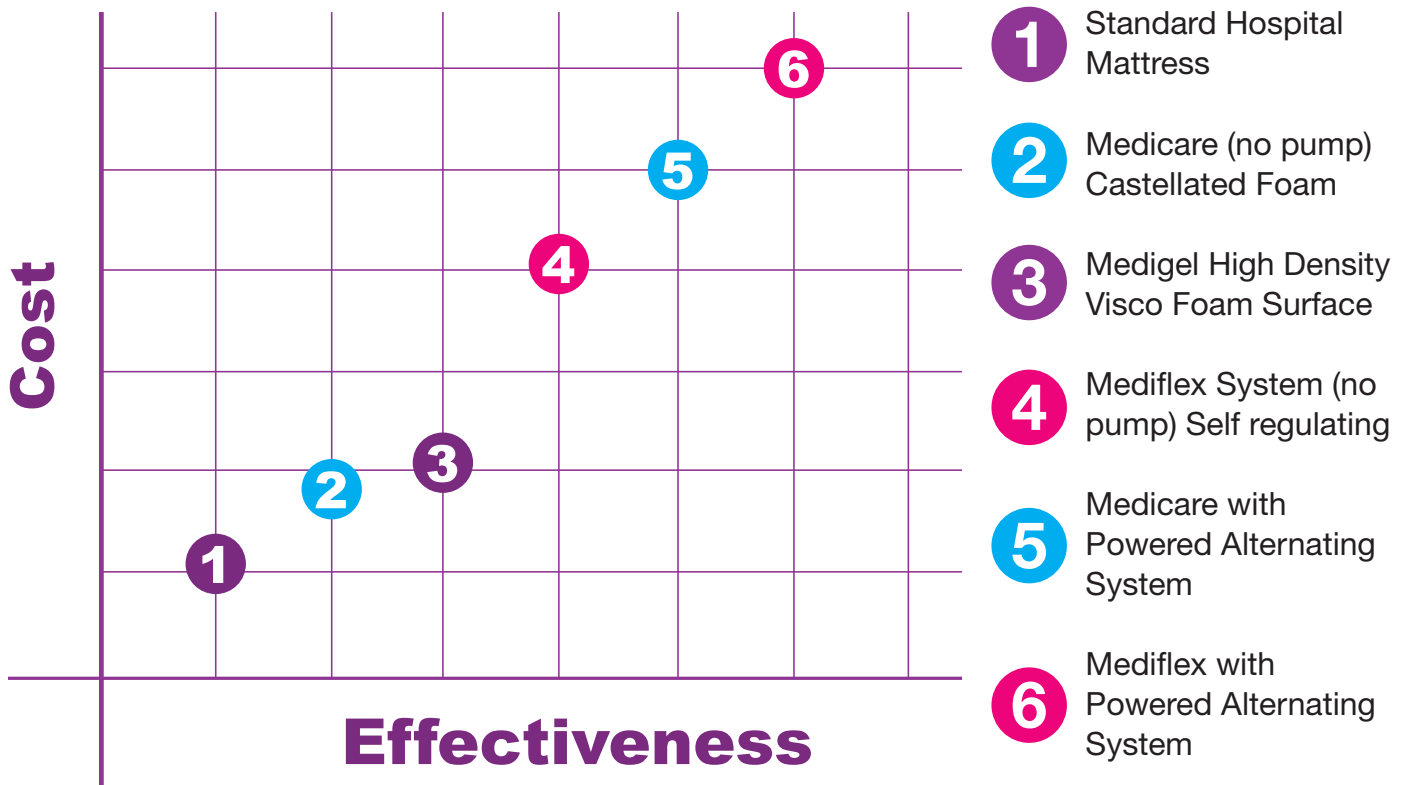 Cost
6
5
4
3
2
1
Effectiveness
1 Standard Hospital
Mattress
2 Medicare (no pump)
Castellated Foam
3 Medigel High Density
Visco Foam Surface
4 Mediflex System (no
pump) Self regulating
5 Medicare with
Powered Alternating
System
6 Mediflex with
Powered Alternating
System